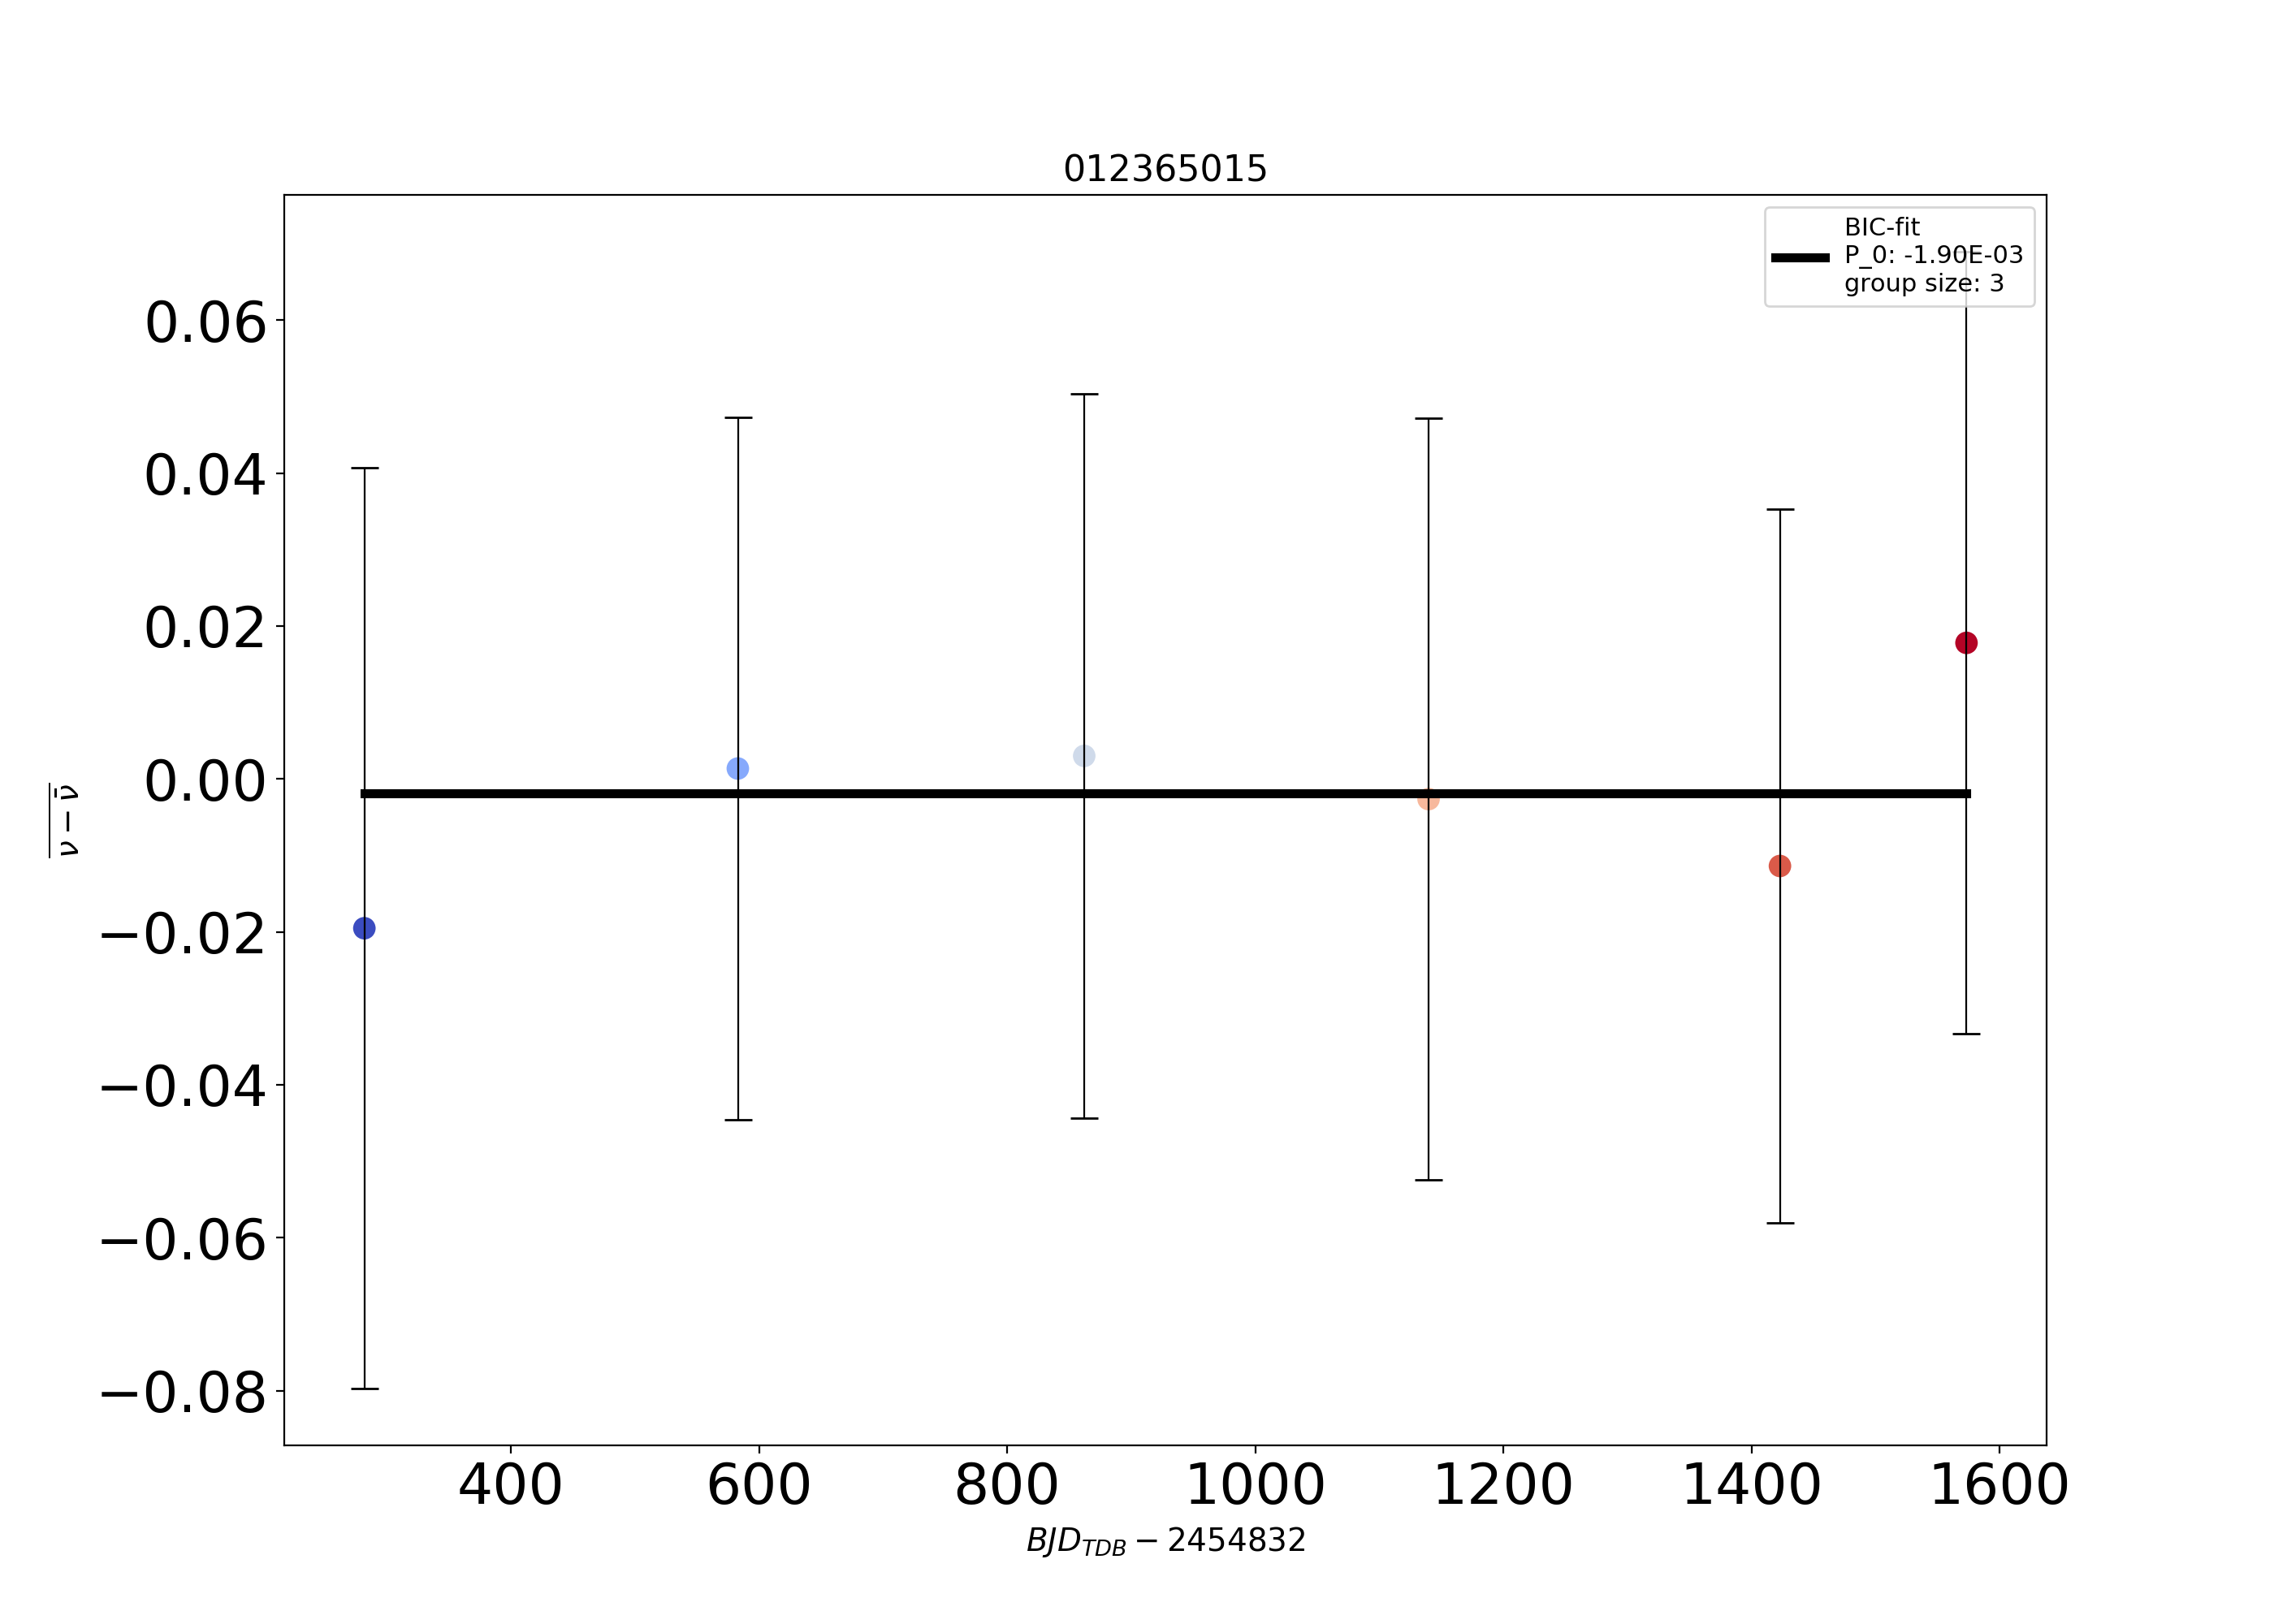 012365015
BIC-fit
P_0: -1.90E-03
group size: 3
0.06
0.04
0.02
0.00
−0.02
−0.04
−0.06
−0.08
ν − ν̄
400 600 800 1000 1200 1400 1600
BJD_TDB − 2454832